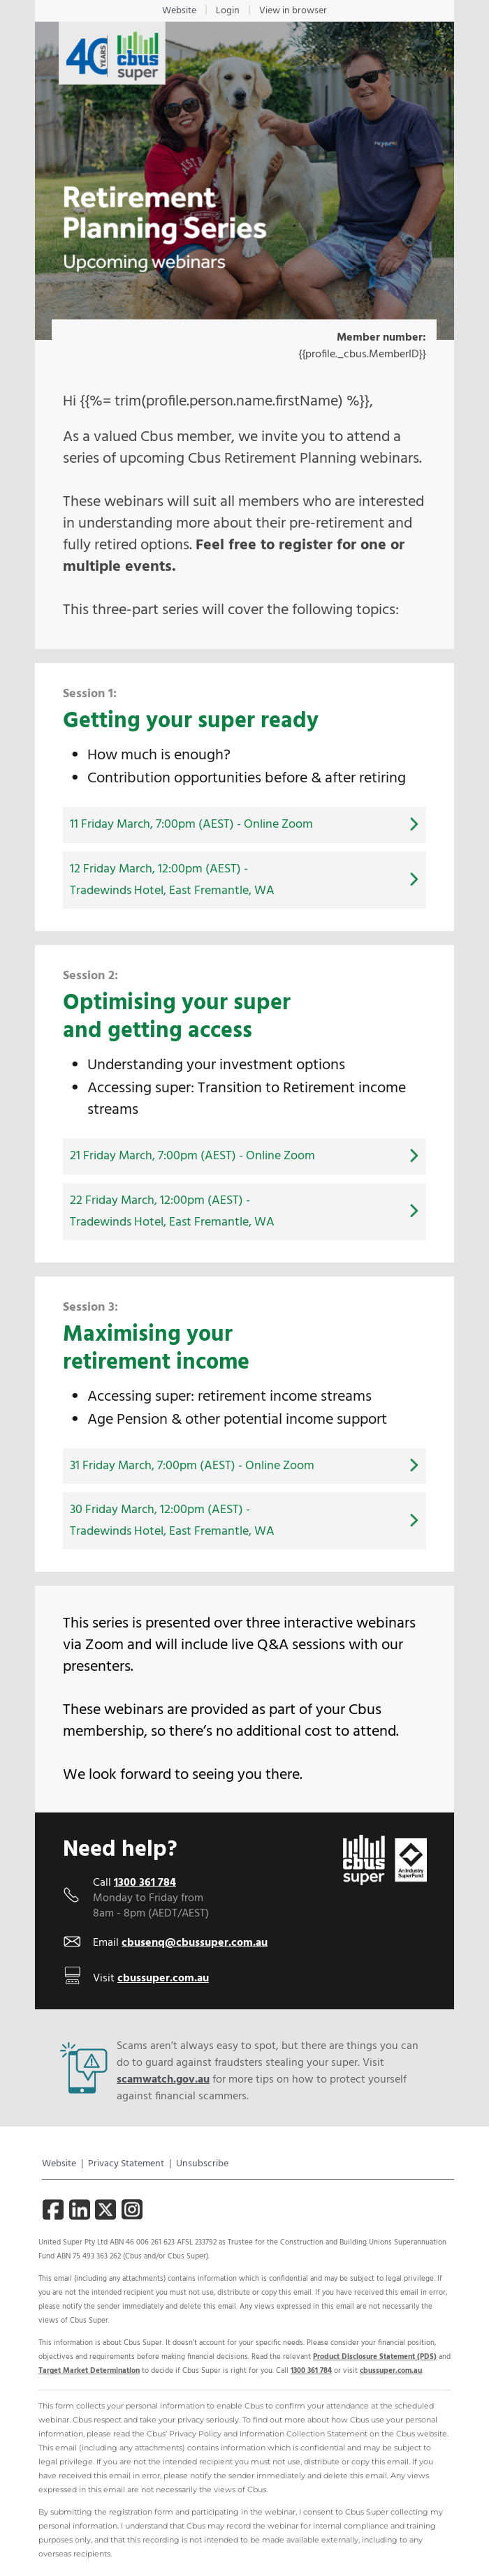 Website | Login | View in browser
40 YEARS cbus super
Retirement
Planning Series
Upcoming webinars
Member number:
{{profile._cbus.MemberID}}
Hi {{%= trim(profile.person.name.firstName) %}},
As a valued Cbus member, we invite you to attend a
series of upcoming Cbus Retirement Planning webinars.
These webinars will suit all members who are interested
in understanding more about their pre-retirement and
fully retired options. Feel free to register for one or
multiple events.
This three-part series will cover the following topics:
Session 1:
Getting your super ready
• How much is enough?
• Contribution opportunities before & after retiring
11 Friday March, 7:00pm (AEST) - Online Zoom
12 Friday March, 12:00pm (AEST) -
Tradewinds Hotel, East Fremantle, WA
Session 2:
Optimising your super
and getting access
• Understanding your investment options
• Accessing super: Transition to Retirement income
streams
21 Friday March, 7:00pm (AEST) - Online Zoom
22 Friday March, 12:00pm (AEST) -
Tradewinds Hotel, East Fremantle, WA
Session 3:
Maximising your
retirement income
• Accessing super: retirement income streams
• Age Pension & other potential income support
31 Friday March, 7:00pm (AEST) - Online Zoom
30 Friday March, 12:00pm (AEST) -
Tradewinds Hotel, East Fremantle, WA
This series is presented over three interactive webinars
via Zoom and will include live Q&A sessions with our
presenters.
These webinars are provided as part of your Cbus
membership, so there’s no additional cost to attend.
We look forward to seeing you there.
Need help?
cbus super
An Industry SuperFund
Call 1300 361 784
Monday to Friday from
8am - 8pm (AEDT/AEST)
Email cbusenq@cbussuper.com.au
Visit cbussuper.com.au
Scams aren’t always easy to spot, but there are things you can
do to guard against fraudsters stealing your super. Visit
scamwatch.gov.au for more tips on how to protect yourself
against financial scammers.
Website | Privacy Statement | Unsubscribe
United Super Pty Ltd ABN 46 006 261 623 AFSL 233792 as Trustee for the Construction and Building Unions Superannuation
Fund ABN 75 493 363 262 (Cbus and/or Cbus Super).
This email (including any attachments) contains information which is confidential and may be subject to legal privilege. If
you are not the intended recipient you must not use, distribute or copy this email. If you have received this email in error,
please notify the sender immediately and delete this email. Any views expressed in this email are not necessarily the
views of Cbus Super.
This information is about Cbus Super. It doesn’t account for your specific needs. Please consider your financial position,
objectives and requirements before making financial decisions. Read the relevant Product Disclosure Statement (PDS) and
Target Market Determination to decide if Cbus Super is right for you. Call 1300 361 784 or visit cbussuper.com.au
This form collects your personal information to enable Cbus to confirm your attendance at the scheduled
webinar. Cbus respect and take your privacy seriously. To find out more about how Cbus use your personal
information, please read the Cbus’ Privacy Policy and Information Collection Statement on the Cbus website.
This email (including any attachments) contains information which is confidential and may be subject to
legal privilege. If you are not the intended recipient you must not use, distribute or copy this email. If you
have received this email in error, please notify the sender immediately and delete this email. Any views
expressed in this email are not necessarily the views of Cbus.
By submitting the registration form and participating in the webinar, I consent to Cbus Super collecting my
personal information. I understand that Cbus may record the webinar for internal compliance and training
purposes only, and that this recording is not intended to be made available externally, including to any
overseas recipients.